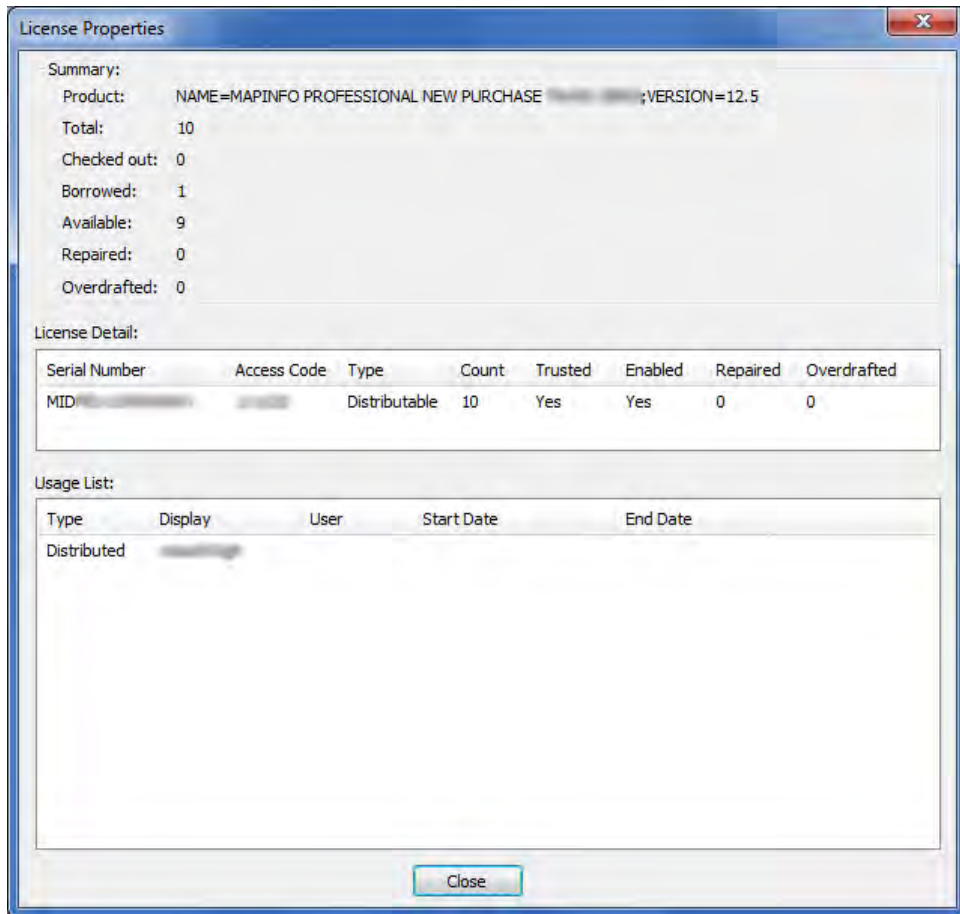 License Properties
Summary:
Product: NAME=MAPINFO PROFESSIONAL NEW PURCHASE ;VERSION=12.5
Total: 10
Checked out: 0
Borrowed: 1
Available: 9
Repaired: 0
Overdrafted: 0
License Detail:
Serial Number Access Code Type Count Trusted Enabled Repaired Overdrafted
MID Distributable 10 Yes Yes 0 0
Usage List:
Type Display User Start Date End Date
Distributed
Close